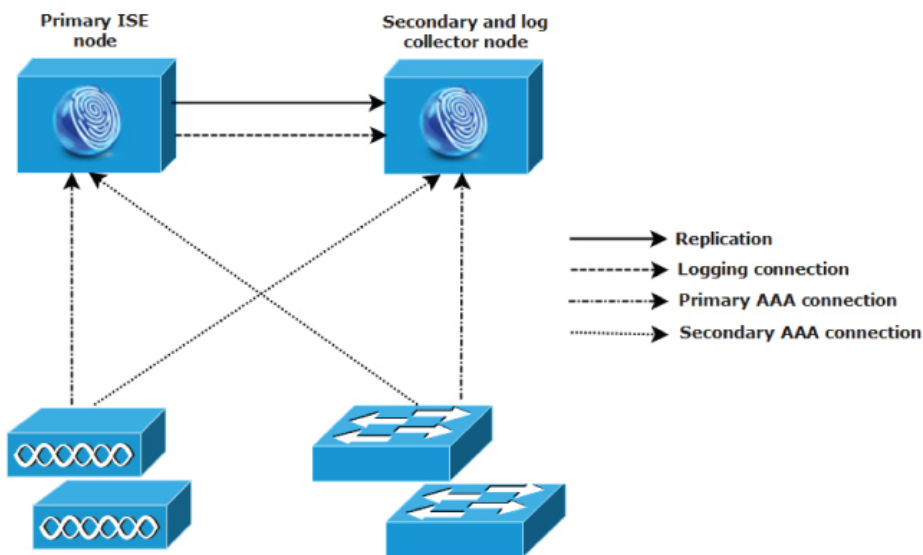 Primary ISE
node
Secondary and log
collector node
Replication
Logging connection
Primary AAA connection
Secondary AAA connection